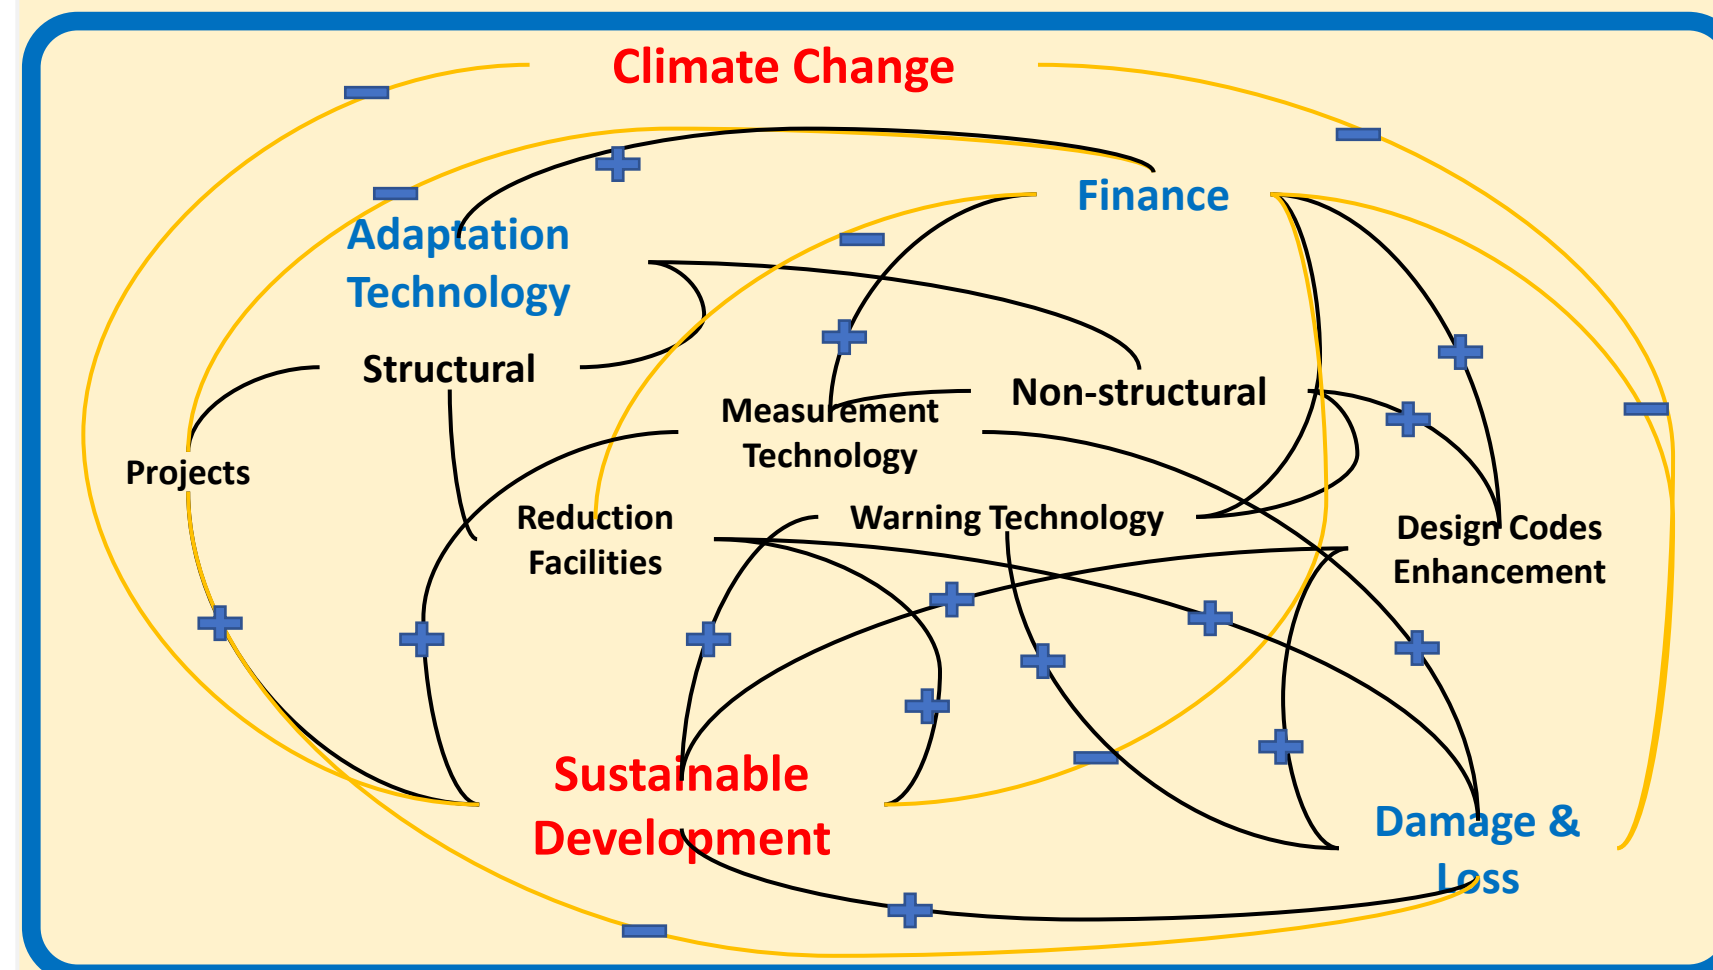 Climate Change
Finance
Adaptation
Technology
Structural
Non-structural
Measurement
Technology
Projects
Reduction
Facilities
Warning Technology
Design Codes
Enhancement
Sustainable
Development
Damage &
Loss